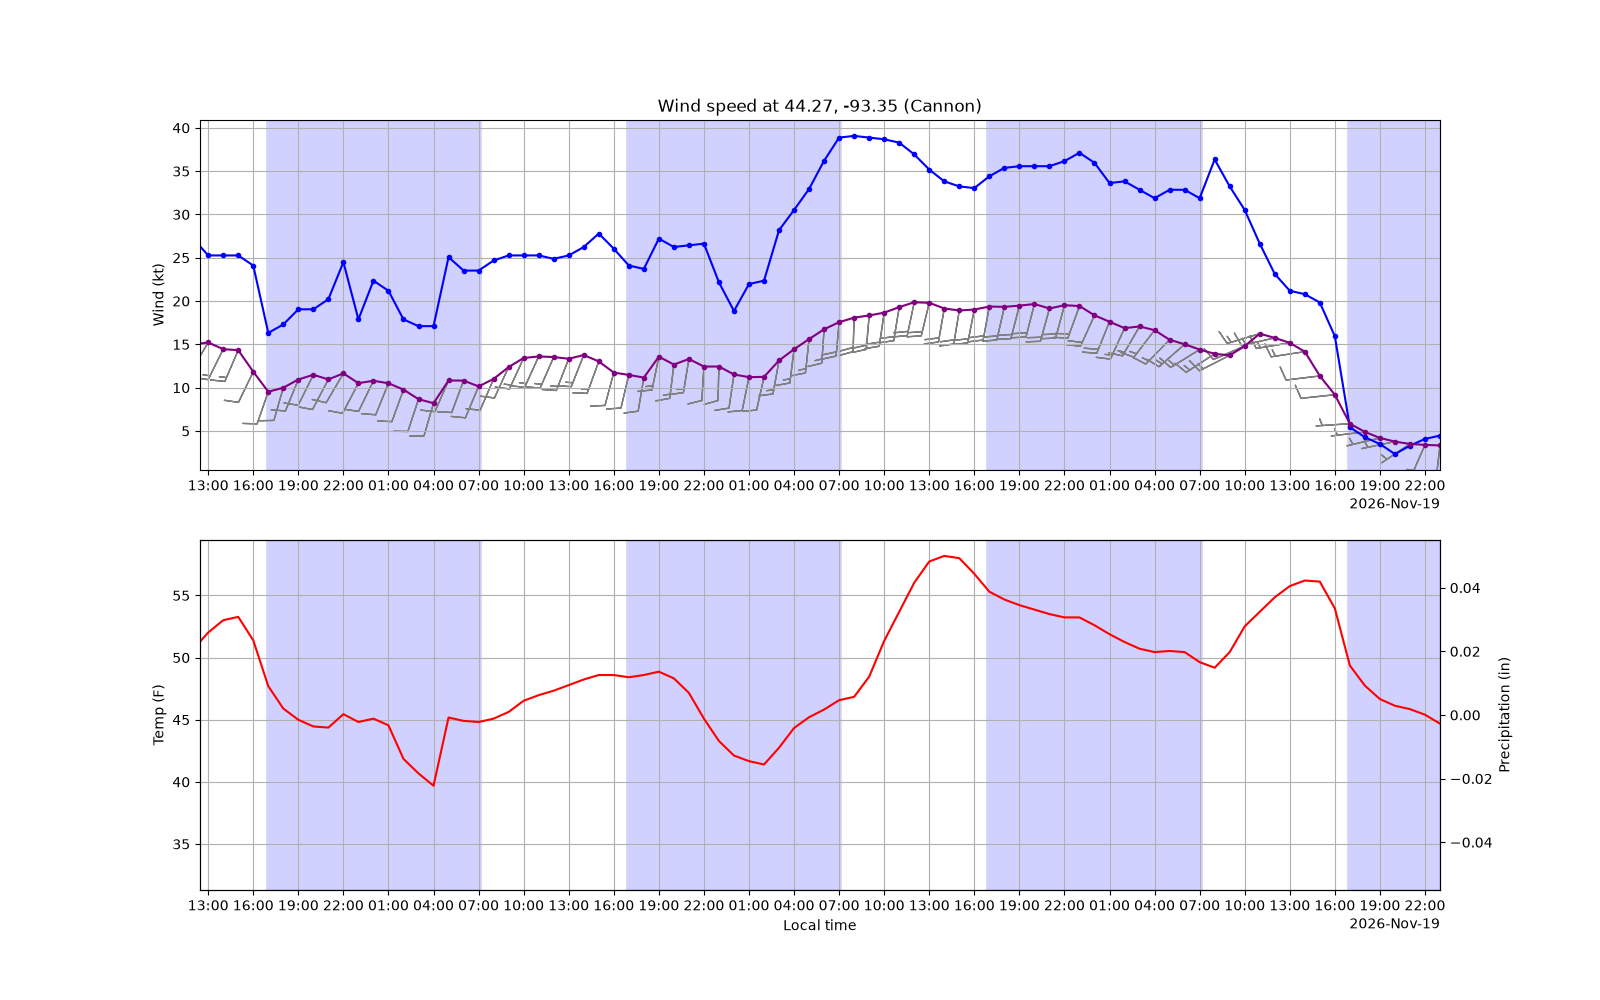 Wind speed at 44.27, -93.35 (Cannon)
40
35
30
25
20
15
10
5
Wind (kt)
13:00 16:00 19:00 22:00 01:00 04:00 07:00 10:00 13:00 16:00 19:00 22:00 01:00 04:00 07:00 10:00 13:00 16:00 19:00 22:00 01:00 04:00 07:00 10:00 13:00 16:00 19:00 22:00
2026-Nov-19
55
50
45
40
35
Temp (F)
0.04
0.02
0.00
−0.02
−0.04
Precipitation (in)
13:00 16:00 19:00 22:00 01:00 04:00 07:00 10:00 13:00 16:00 19:00 22:00 01:00 04:00 07:00 10:00 13:00 16:00 19:00 22:00 01:00 04:00 07:00 10:00 13:00 16:00 19:00 22:00
Local time
2026-Nov-19